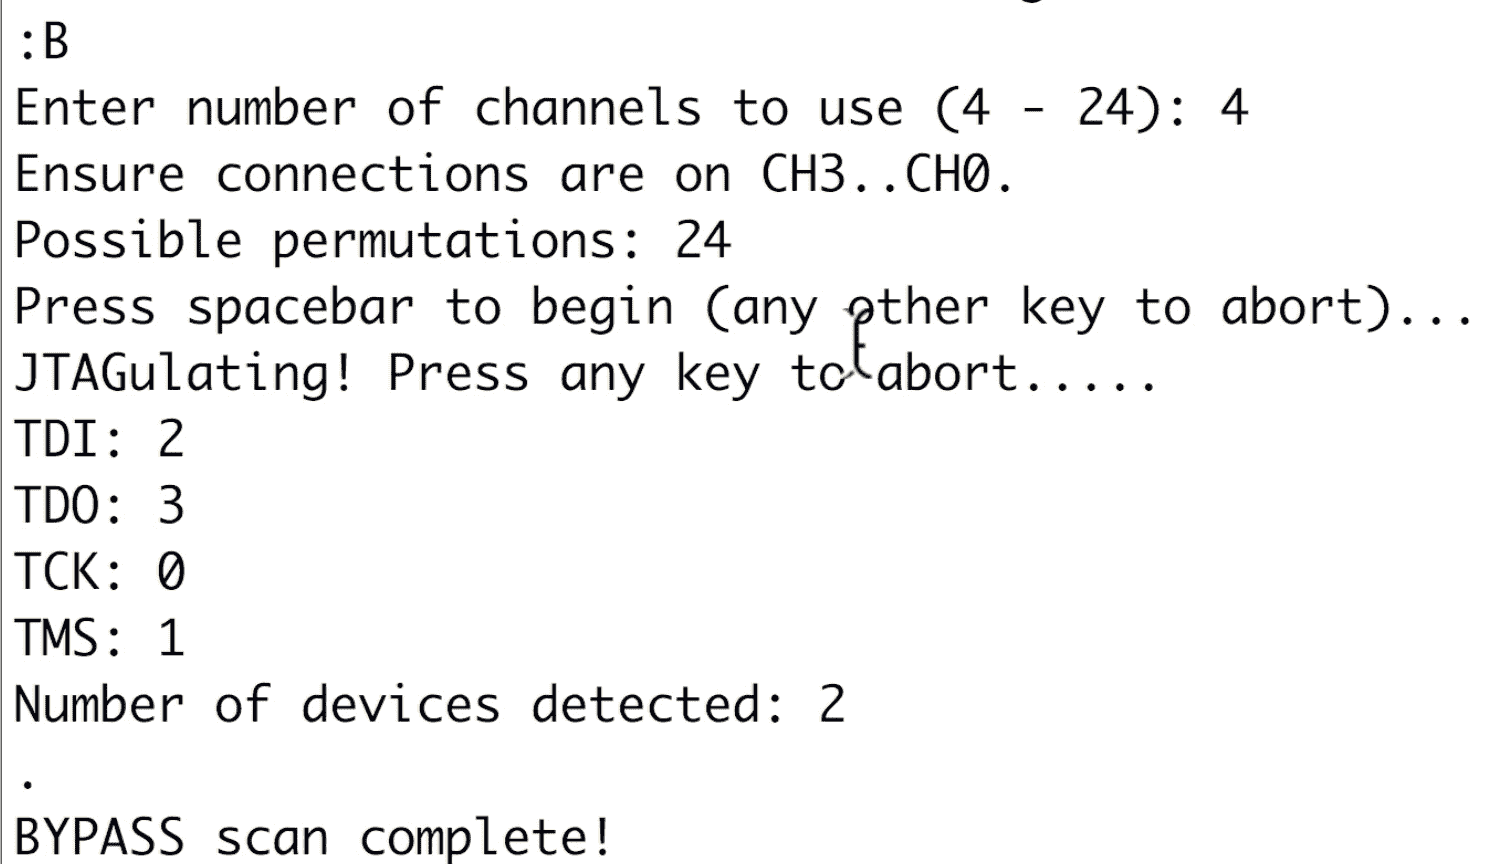 :B
Enter number of channels to use (4 - 24): 4
Ensure connections are on CH3..CH0.
Possible permutations: 24
Press spacebar to begin (any other key to abort)...
JTAGulating! Press any key to abort.....
TDI: 2
TDO: 3
TCK: 0
TMS: 1
Number of devices detected: 2
.
BYPASS scan complete!